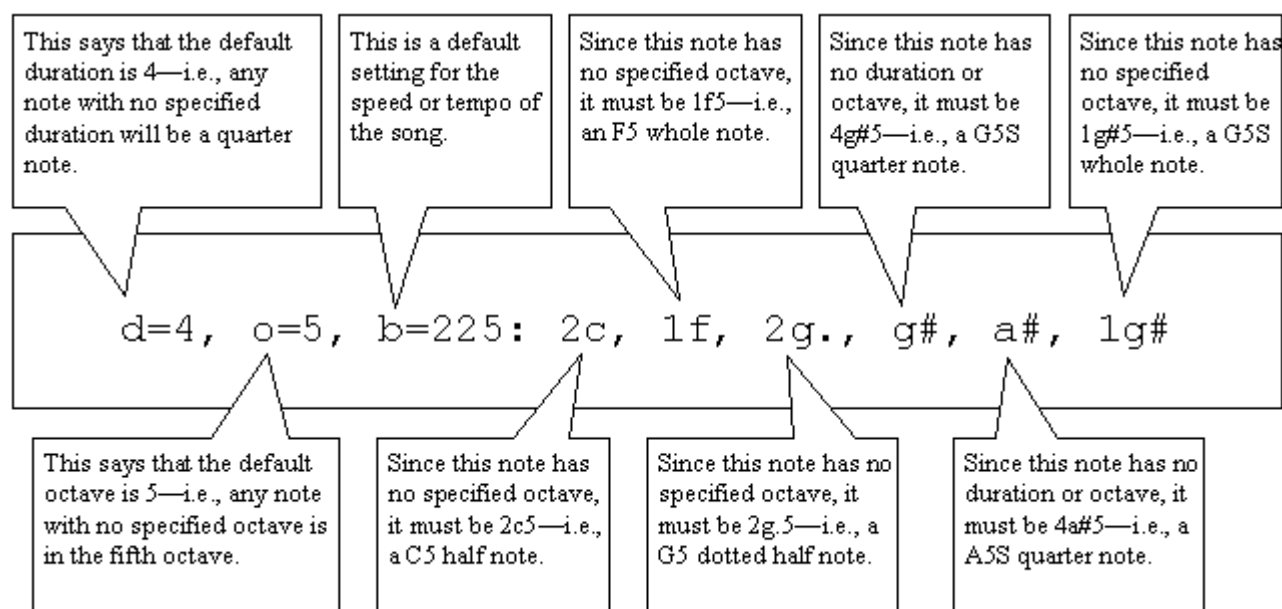 This says that the default
duration is 4—i.e., any
note with no specified
duration will be a quarter
note.
This is a default
setting for the
speed or tempo of
the song.
Since this note has
no specified octave,
it must be 1f5—i.e.,
an F5 whole note.
Since this note has
no duration or
octave, it must be
4g#5—i.e., a G5S
quarter note.
Since this note has
no specified
octave, it must be
1g#5—i.e., a G5S
whole note.
d=4, o=5, b=225: 2c, 1f, 2g., g#, a#, 1g#
This says that the default
octave is 5—i.e., any note
with no specified octave is
in the fifth octave.
Since this note has
no specified octave,
it must be 2c5—i.e.,
a C5 half note.
Since this note has no
specified octave, it
must be 2g.5—i.e., a
G5 dotted half note.
Since this note has no
duration or octave, it
must be 4a#5—i.e., a
A5S quarter note.